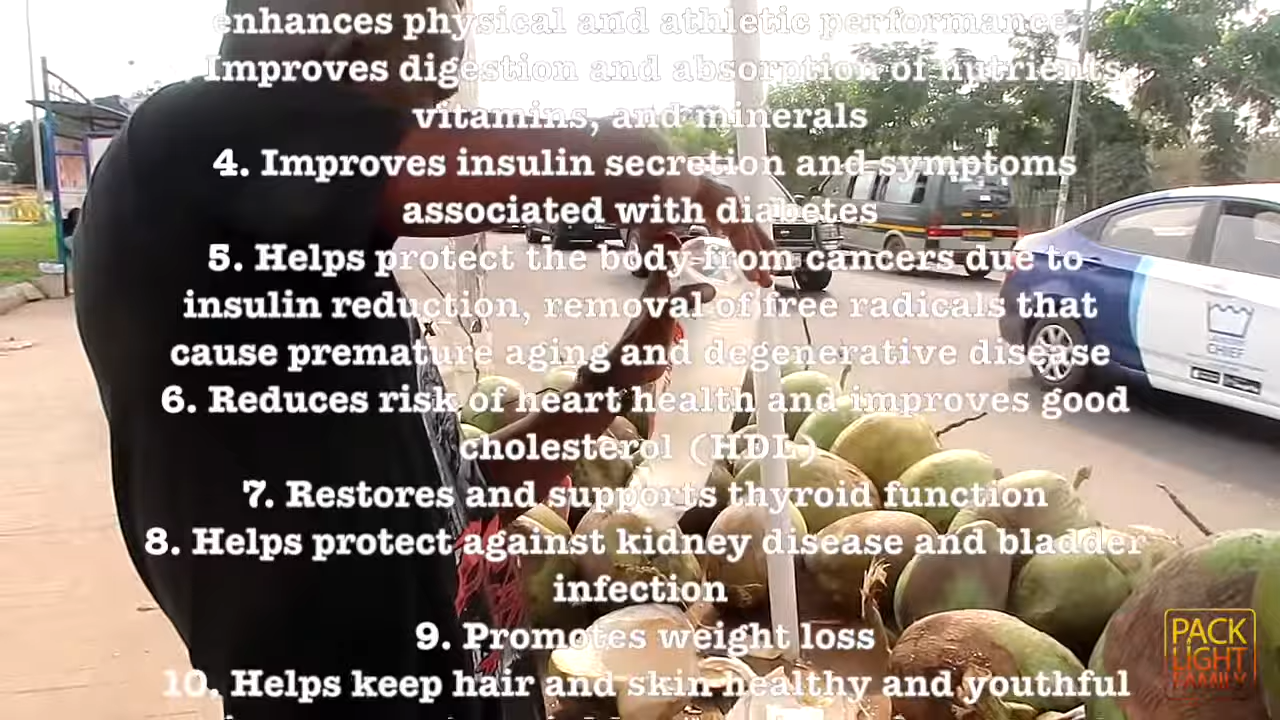 enhances physical and athletic performance
Improves digestion and absorption of nutrients
vitamins, and minerals
4. Improves insulin secretion and symptoms
associated with diabetes
5. Helps protect the body from cancers due to
insulin reduction, removal of free radicals that
cause premature aging and degenerative disease
6. Reduces risk of heart health and improves good
cholesterol (HDL)
7. Restores and supports thyroid function
8. Helps protect against kidney disease and bladder
infection
9. Promotes weight loss
10. Helps keep hair and skin healthy and youthful
CHIEF
PACK
LIGHT
FAMILY